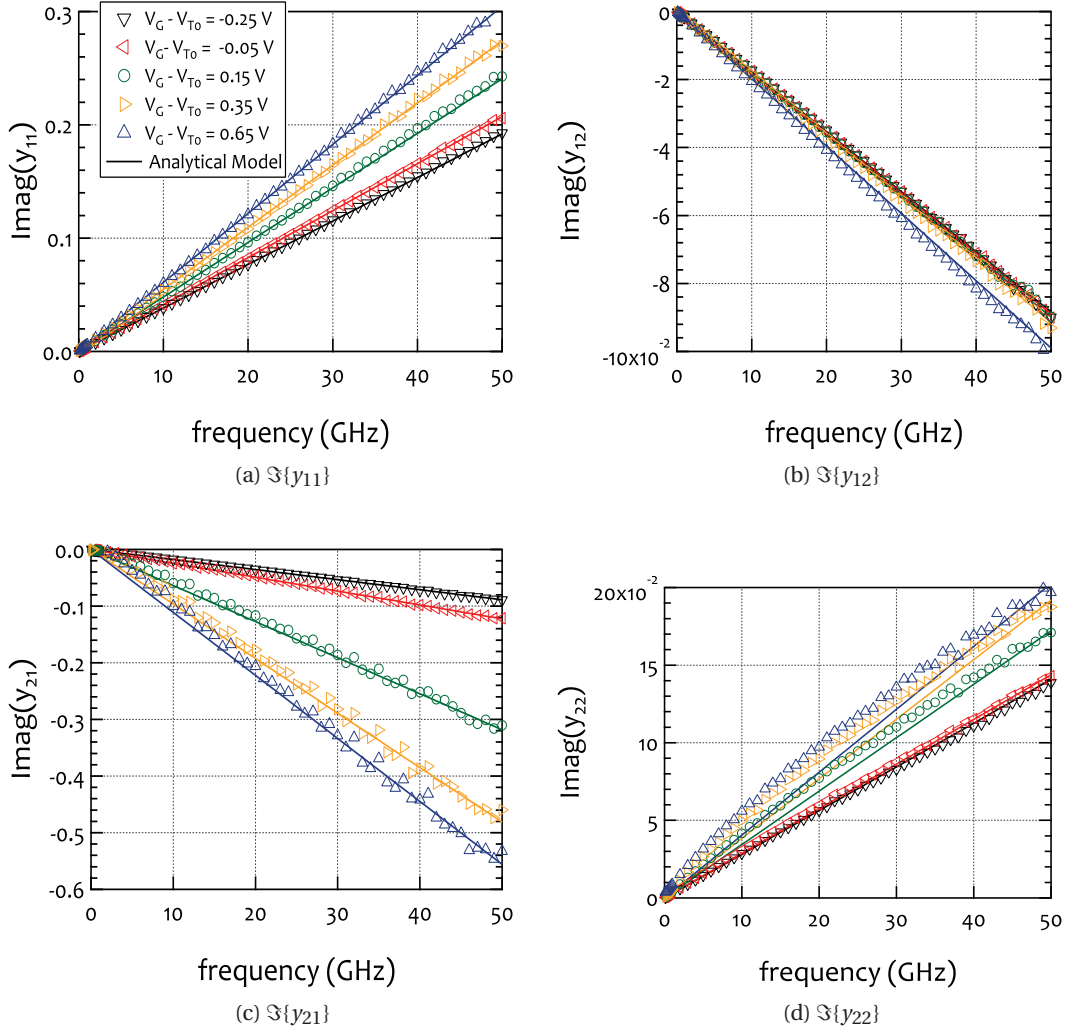 0.3
0.2
0.1
0.0
Imag(y11)
V_G - V_T0 = -0.25 V
V_G- V_T0 = -0.05 V
V_G - V_T0 = 0.15 V
V_G - V_T0 = 0.35 V
V_G - V_T0 = 0.65 V
Analytical Model
0 10 20 30 40 50
frequency (GHz)
(a) ℑ{y11}
0
-2
-4
-6
-8
-10x10^-2
Imag(y12)
0 10 20 30 40 50
frequency (GHz)
(b) ℑ{y12}
0.0
-0.1
-0.2
-0.3
-0.4
-0.5
-0.6
Imag(y21)
0 10 20 30 40 50
frequency (GHz)
(c) ℑ{y21}
20x10^-2
15
10
5
0
Imag(y22)
0 10 20 30 40 50
frequency (GHz)
(d) ℑ{y22}